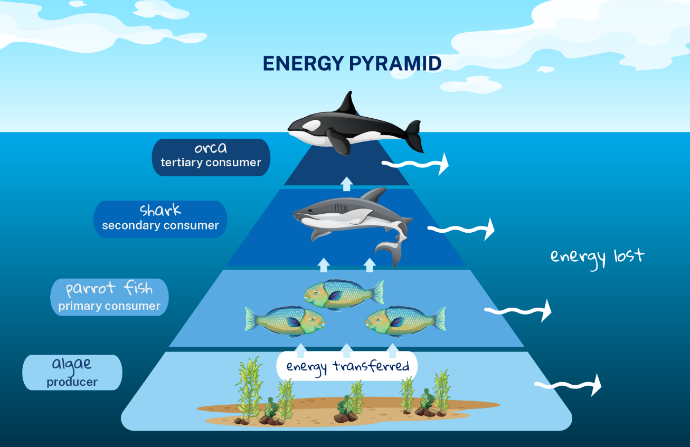 ENERGY PYRAMID
orca
tertiary consumer
shark
secondary consumer
energy lost
parrot fish
primary consumer
algae
producer
energy transferred